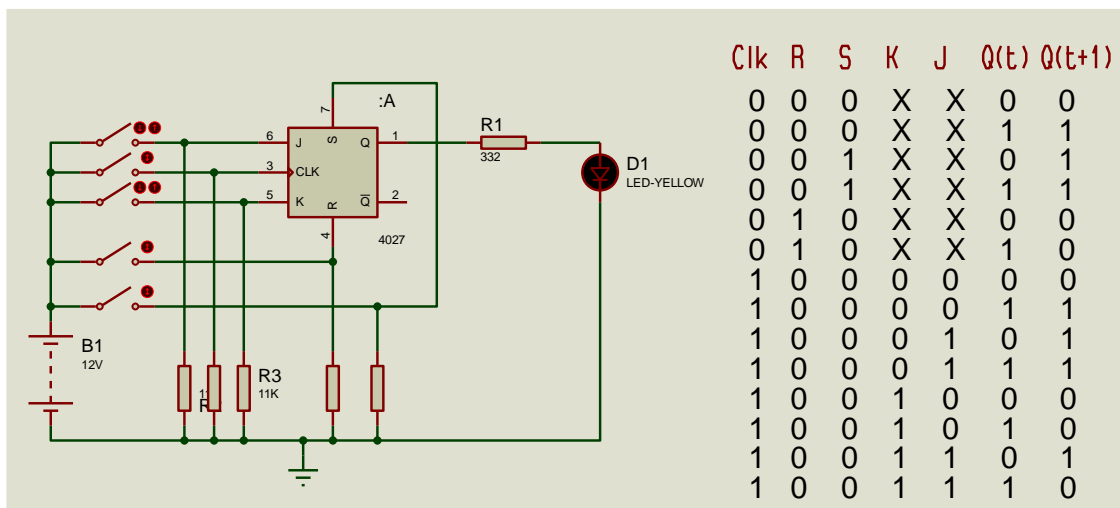 :A
7
S
6
J
Q
1
3
CLK
5
K
R
Q
2
4
4027
R1
332
D1
LED-YELLOW
B1
12V
R3
11K
Clk R S K J Q(t) Q(t+1)
0 0 0 X X 0 0
0 0 0 X X 1 1
0 0 1 X X 0 1
0 0 1 X X 1 1
0 1 0 X X 0 0
0 1 0 X X 1 0
1 0 0 0 0 0 0
1 0 0 0 0 1 1
1 0 0 0 1 0 1
1 0 0 0 1 1 1
1 0 0 1 0 0 0
1 0 0 1 0 1 0
1 0 0 1 1 0 1
1 0 0 1 1 1 0